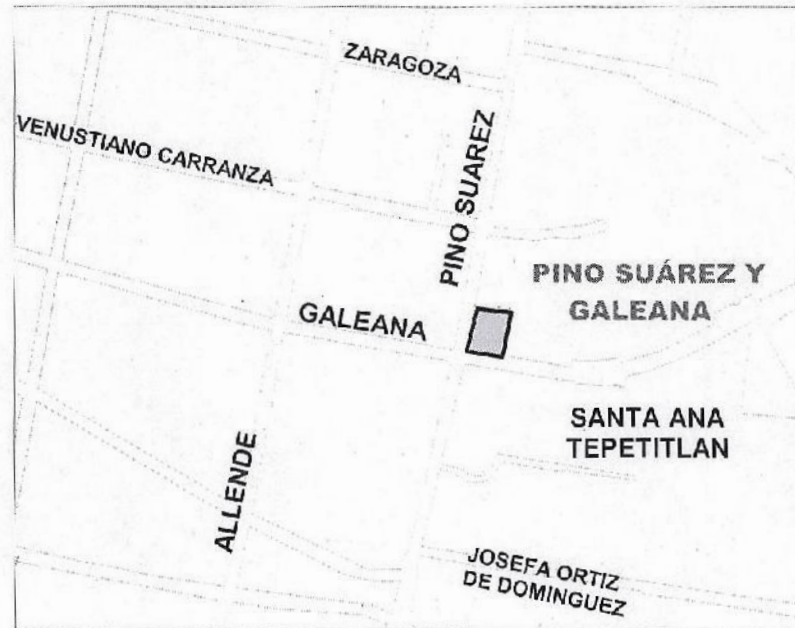 ZARAGOZA
VENUSTIANO CARRANZA
PINO SUAREZ
PINO SUÁREZ Y
GALEANA
GALEANA
SANTA ANA
TEPETITLAN
ALLENDE
JOSEFA ORTIZ
DE DOMINGUEZ